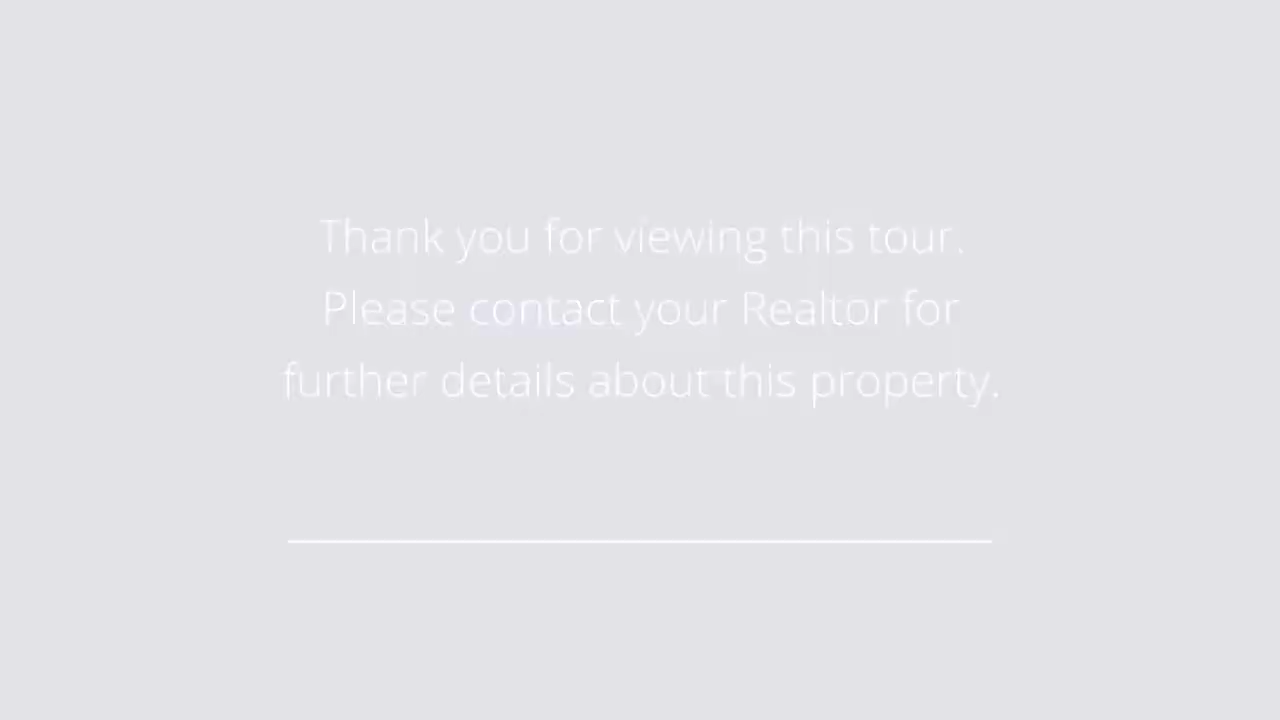 Thank you for viewing this tour.
Please contact your Realtor for
further details about this property.